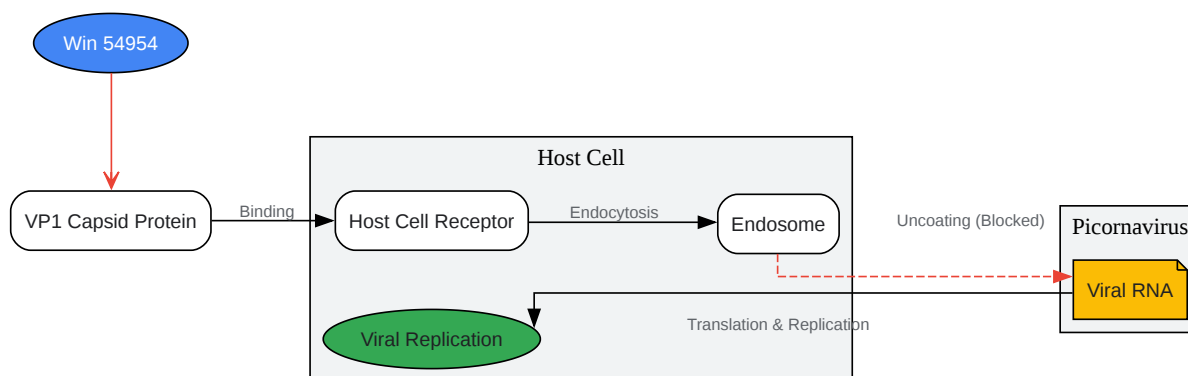 Win 54954
Host Cell
VP1 Capsid Protein
Binding
Host Cell Receptor
Endocytosis
Endosome
Uncoating (Blocked)
Picornavirus
Viral RNA
Translation & Replication
Viral Replication